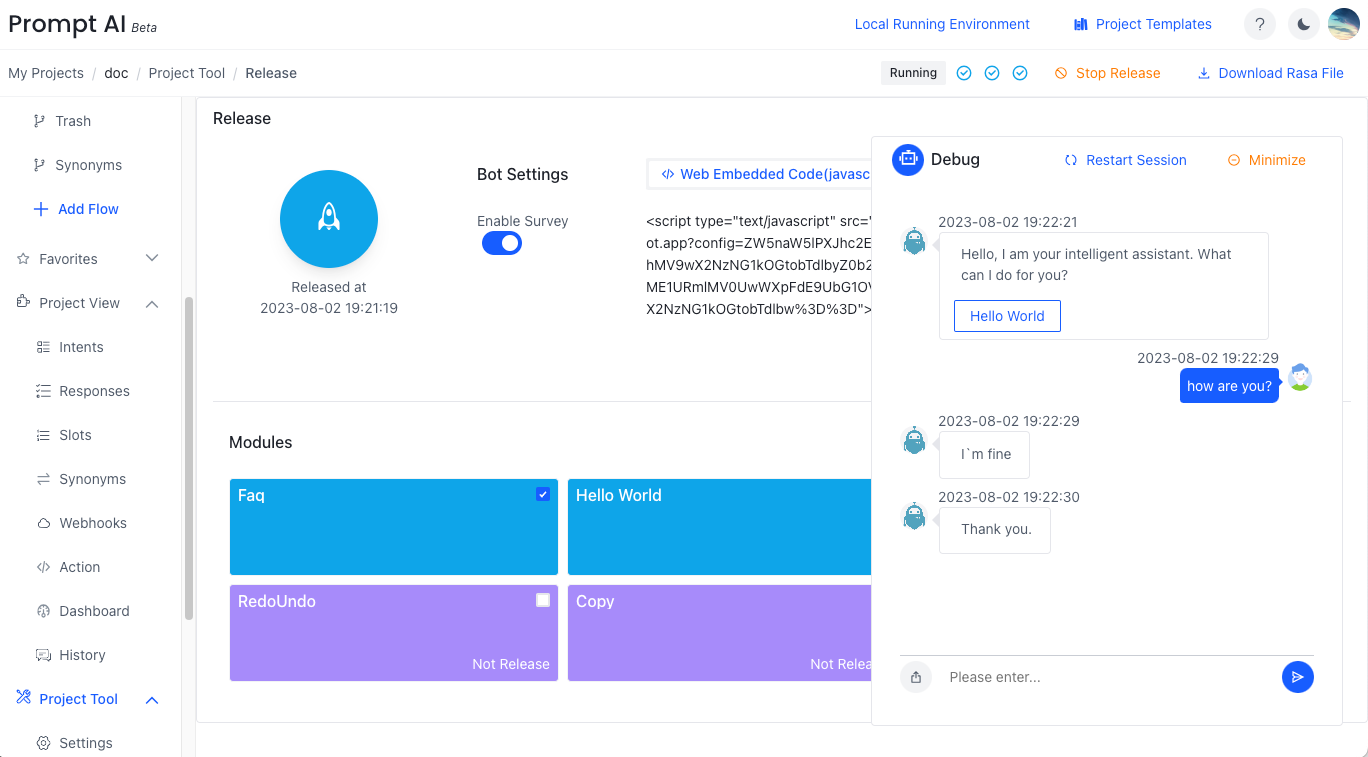 Prompt AI Beta
Local Running Environment
Project Templates
?
My Projects / doc / Project Tool / Release
Running
Stop Release
Download Rasa File
Trash
Synonyms
Add Flow
Favorites
Project View
Intents
Responses
Slots
Synonyms
Webhooks
Action
Dashboard
History
Project Tool
Settings
Release
Released at
2023-08-02 19:21:19
Bot Settings
Enable Survey
</> Web Embedded Code(javasc
<script type="text/javascript" src="
ot.app?config=ZW5naW5lPXJhc2E
hMV9wX2NzNG1kOGtobTdlbyZ0b2
ME1URmlMV0UwWXpFdE9UbG1OV
X2NzNG1kOGtobTdlbw%3D%3D">
Modules
Faq
Hello World
RedoUndo
Not Release
Copy
Not Relea
Debug
Restart Session
Minimize
2023-08-02 19:22:21
Hello, I am your intelligent assistant. What
can I do for you?
Hello World
2023-08-02 19:22:29
how are you?
2023-08-02 19:22:29
I`m fine
2023-08-02 19:22:30
Thank you.
Please enter...